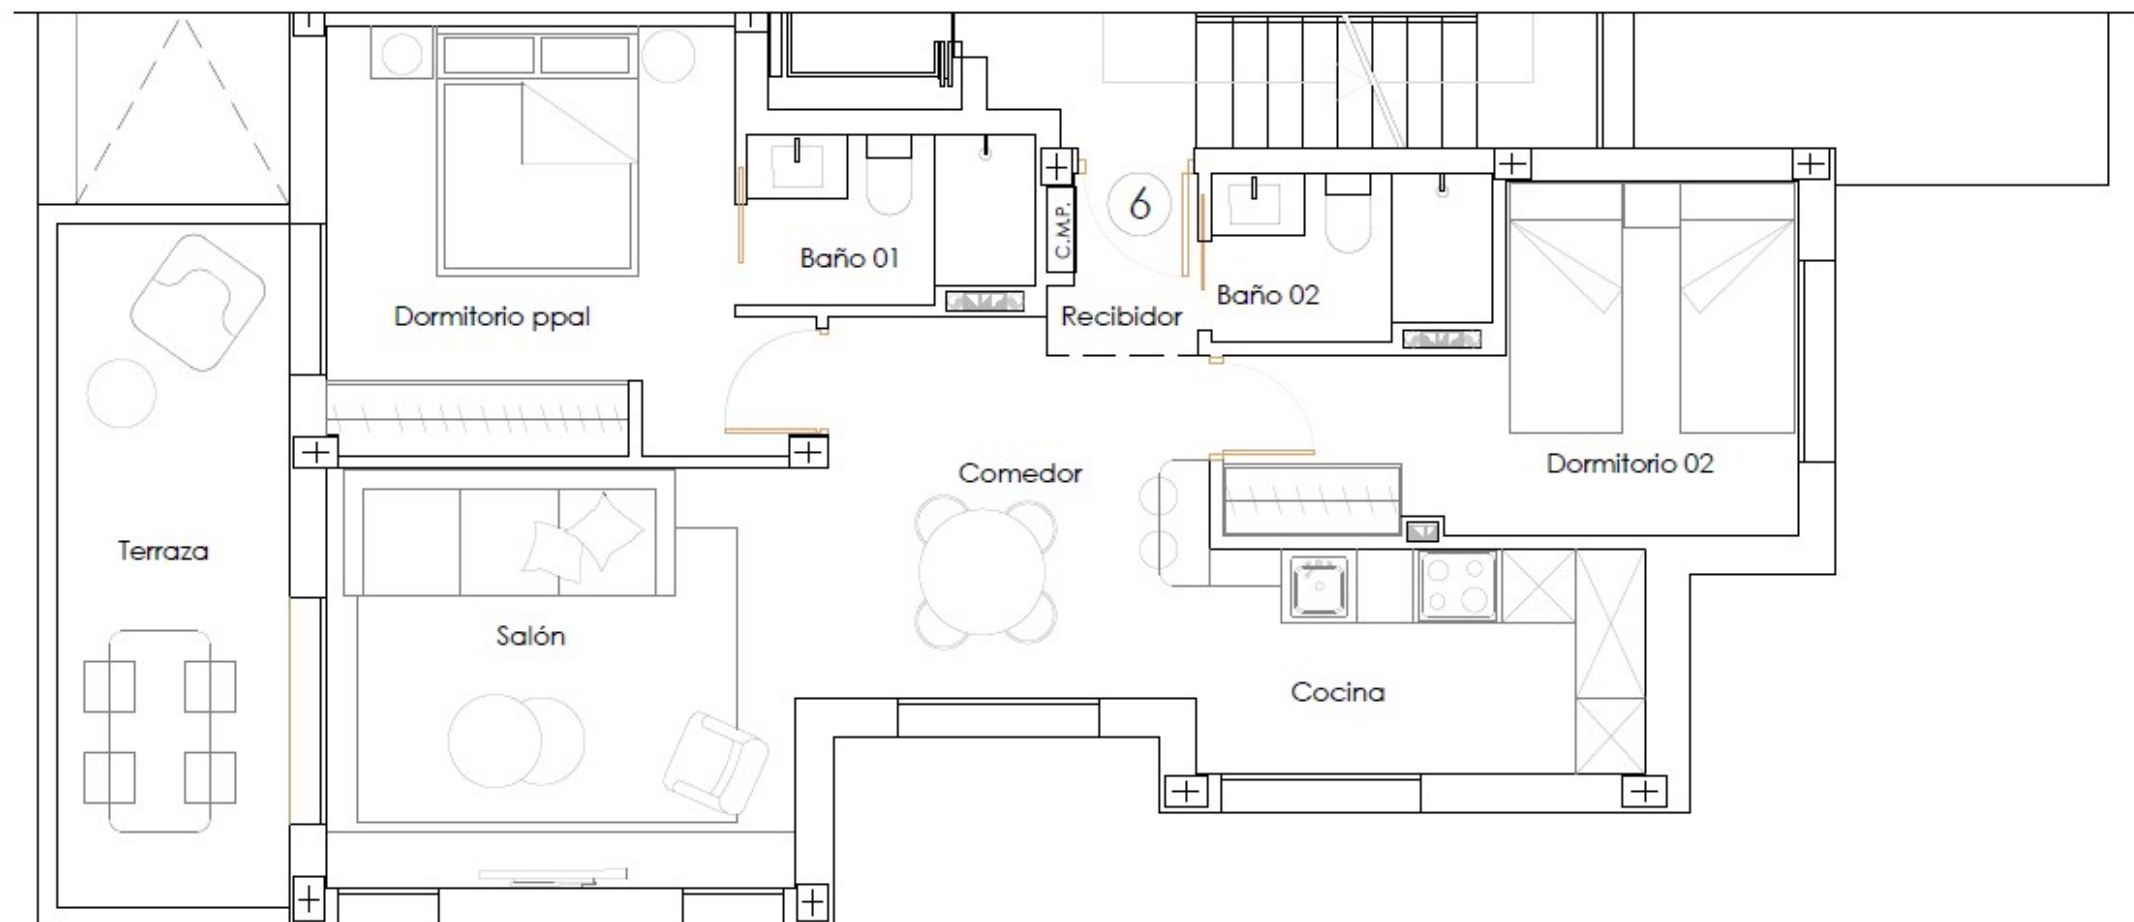 6
C.M.P.
Baño 01
Baño 02
Dormitorio ppal
Recibidor
Dormitorio 02
Comedor
Terraza
Salón
Cocina